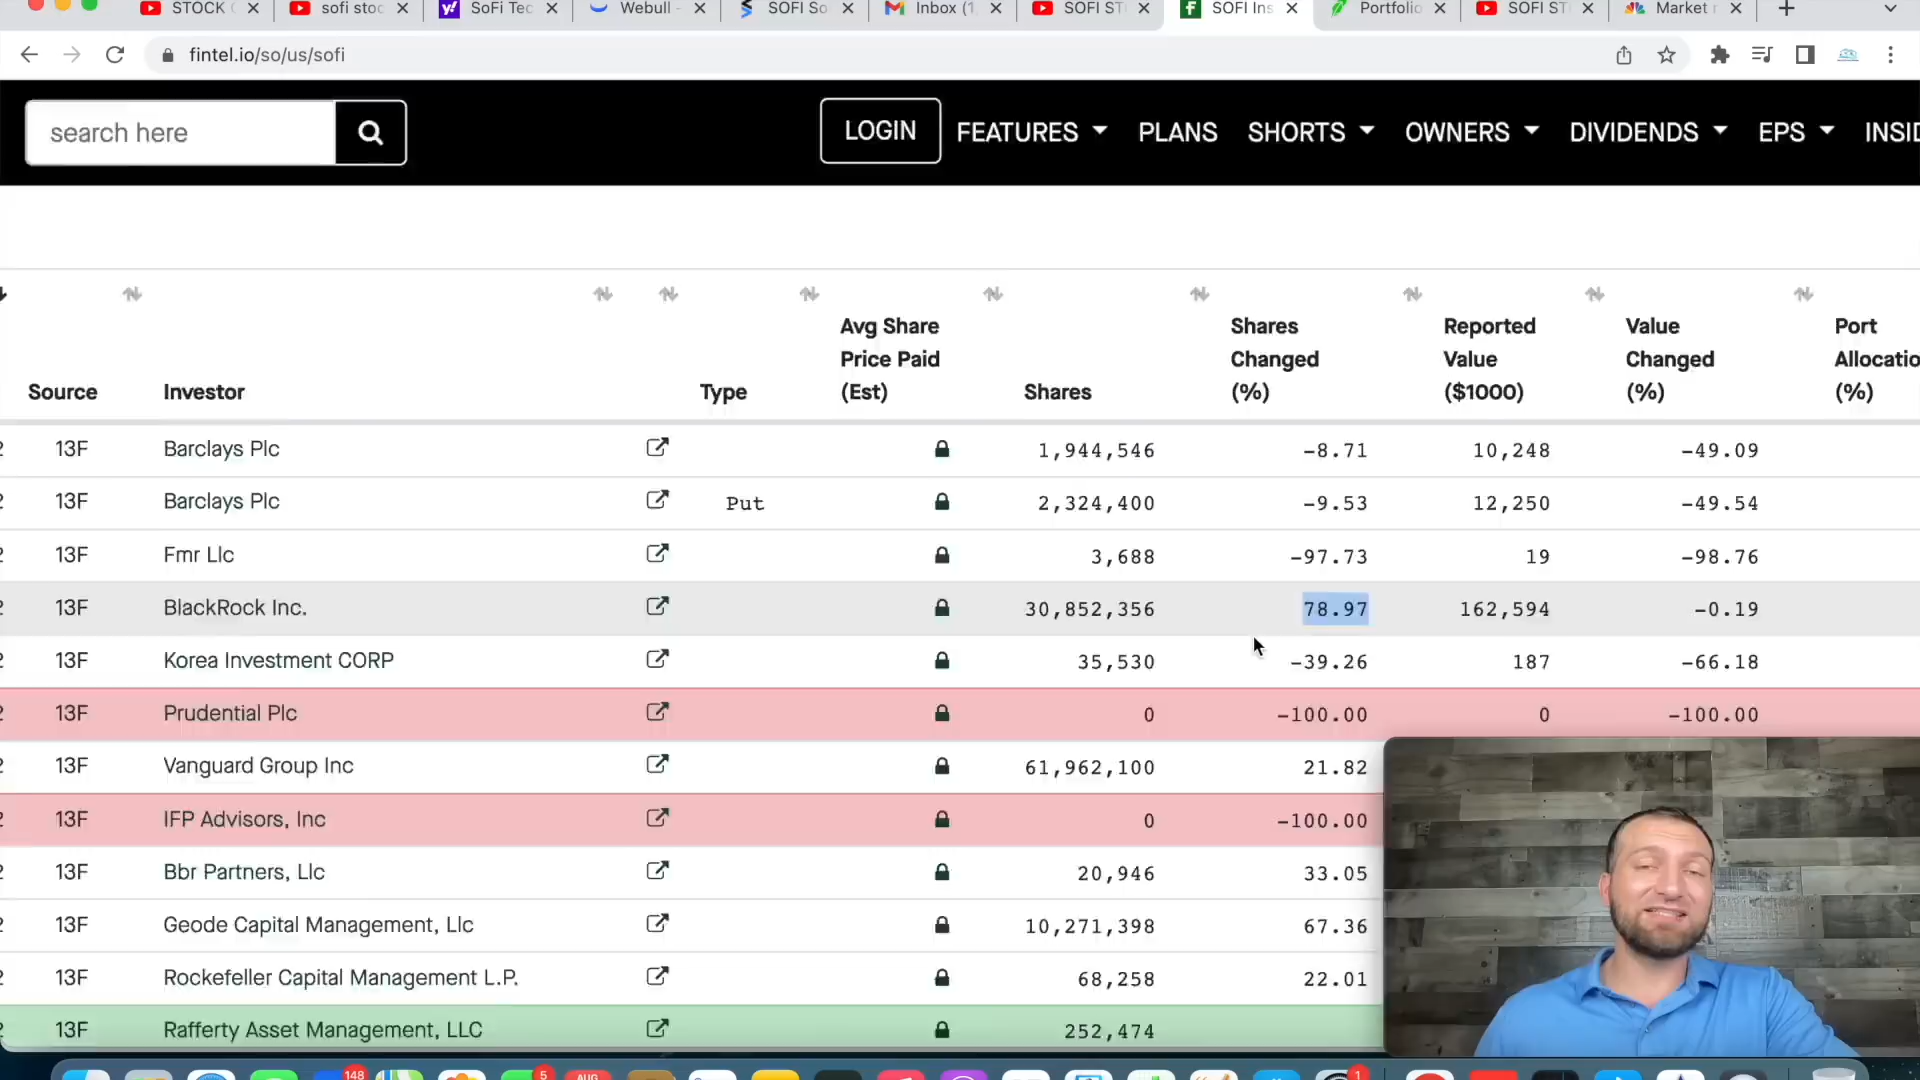 STOCK
sofi stoc
SoFi Tec
Webull -
SOFI So
Inbox (1
SOFI ST
SOFI Ins
Portfolio
SOFI ST
Market
fintel.io/so/us/sofi
search here
LOGIN FEATURES PLANS SHORTS OWNERS DIVIDENDS EPS INSID
Source Investor Type Avg Share Price Paid (Est) Shares Shares Changed (%) Reported Value ($1000) Value Changed (%) Port Allocatio (%)
13F Barclays Plc 1,944,546 -8.71 10,248 -49.09
13F Barclays Plc Put 2,324,400 -9.53 12,250 -49.54
13F Fmr Llc 3,688 -97.73 19 -98.76
13F BlackRock Inc. 30,852,356 78.97 162,594 -0.19
13F Korea Investment CORP 35,530 -39.26 187 -66.18
13F Prudential Plc 0 -100.00 0 -100.00
13F Vanguard Group Inc 61,962,100 21.82
13F IFP Advisors, Inc 0 -100.00
13F Bbr Partners, Llc 20,946 33.05
13F Geode Capital Management, Llc 10,271,398 67.36
13F Rockefeller Capital Management L.P. 68,258 22.01
13F Rafferty Asset Management, LLC 252,474
148 5 AUG 1